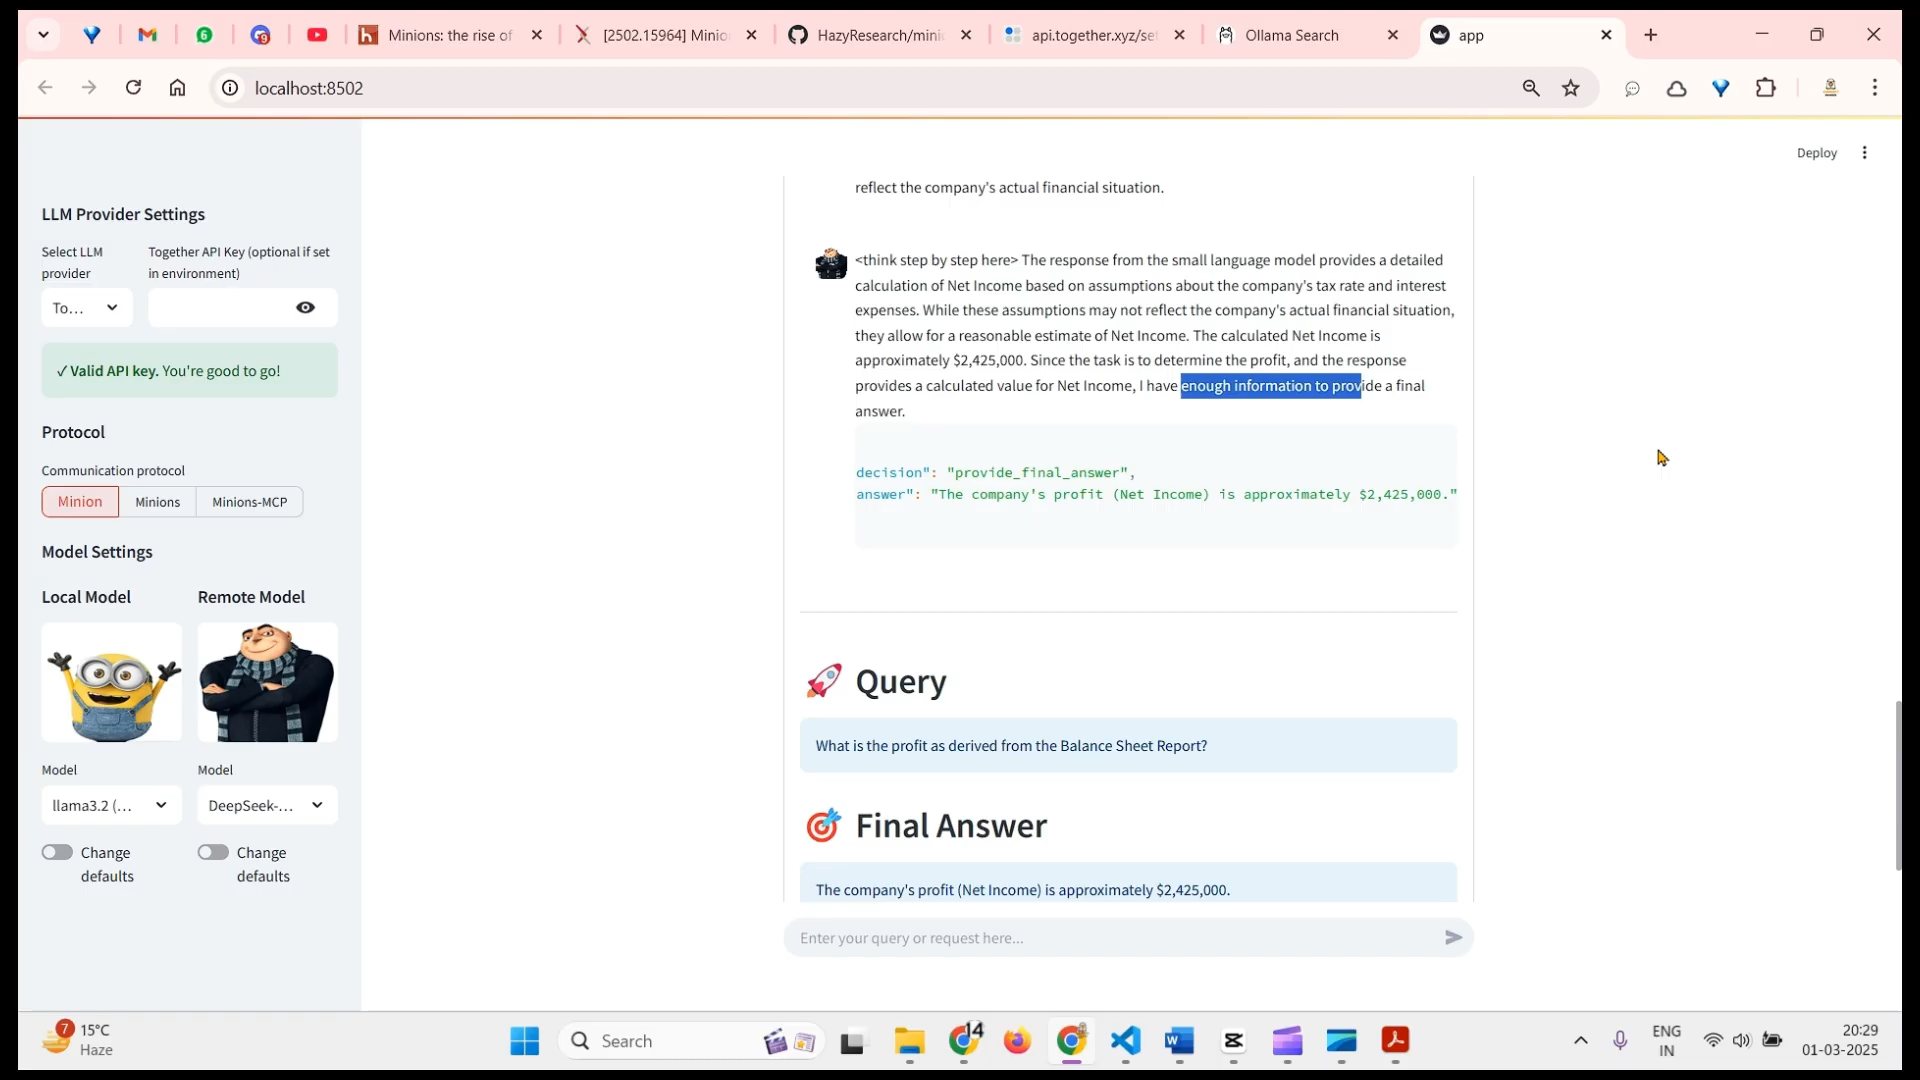 Minions: the rise of
[2502.15964] Minio
HazyResearch/mini
api.together.xyz/set
Ollama Search
app
localhost:8502
Deploy
LLM Provider Settings
Select LLM provider
Together API Key (optional if set in environment)
To...
✓ Valid API key. You're good to go!
Protocol
Communication protocol
Minion
Minions
Minions-MCP
Model Settings
Local Model
Remote Model
Model
Model
llama3.2 (...
DeepSeek-...
Change defaults
Change defaults
reflect the company's actual financial situation.
<think step by step here> The response from the small language model provides a detailed
calculation of Net Income based on assumptions about the company's tax rate and interest
expenses. While these assumptions may not reflect the company's actual financial situation,
they allow for a reasonable estimate of Net Income. The calculated Net Income is
approximately $2,425,000. Since the task is to determine the profit, and the response
provides a calculated value for Net Income, I have enough information to provide a final
answer.
decision": "provide_final_answer",
answer": "The company's profit (Net Income) is approximately $2,425,000."
Query
What is the profit as derived from the Balance Sheet Report?
Final Answer
The company's profit (Net Income) is approximately $2,425,000.
Enter your query or request here...
7
15°C
Haze
Search
14
ENG
IN
20:29
01-03-2025